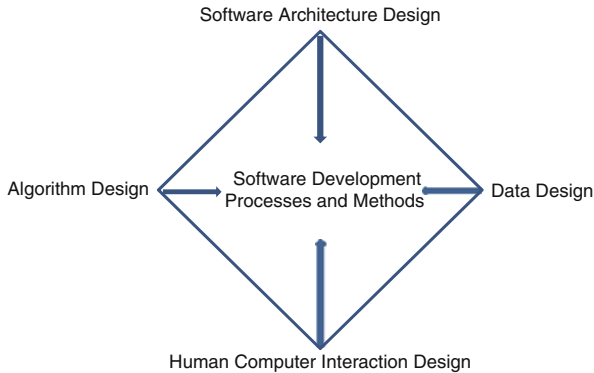 Software Architecture Design
Algorithm Design
Software Development
Processes and Methods
Data Design
Human Computer Interaction Design